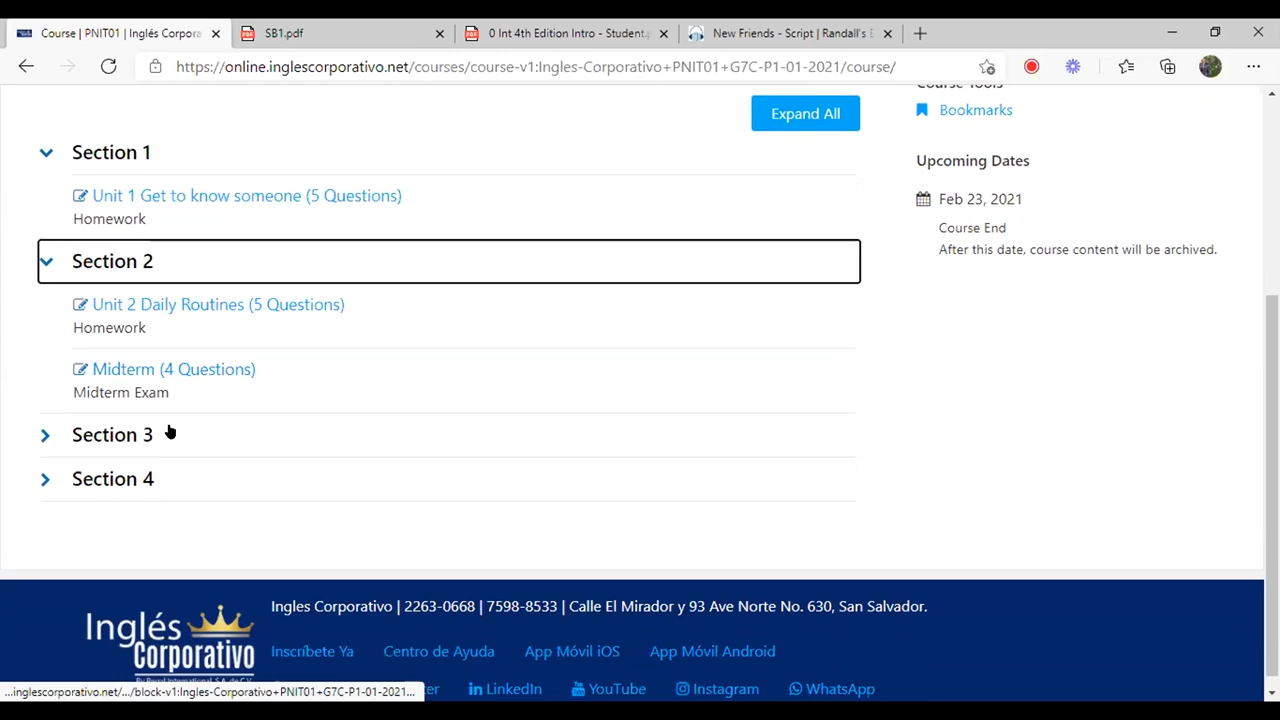 Course | PNIT01 | Inglés Corpora
SB1.pdf
0 Int 4th Edition Intro - Student.p
New Friends - Script | Randall's E
https://online.inglescorporativo.net/courses/course-v1:Ingles-Corporativo+PNIT01+G7C-P1-01-2021/course/
Course Tools
Expand All
Bookmarks
Section 1
Upcoming Dates
Unit 1 Get to know someone (5 Questions)
Feb 23, 2021
Homework
Course End
After this date, course content will be archived.
Section 2
Unit 2 Daily Routines (5 Questions)
Homework
Midterm (4 Questions)
Midterm Exam
Section 3
Section 4
Ingles Corporativo | 2263-0668 | 7598-8533 | Calle El Mirador y 93 Ave Norte No. 630, San Salvador.
Inglés
Corporativo
Inscríbete Ya
Centro de Ayuda
App Móvil iOS
App Móvil Android
...inglescorporativo.net/.../block-v1:Ingles-Corporativo+PNIT01+G7C-P1-01-2021...
LinkedIn
YouTube
Instagram
WhatsApp